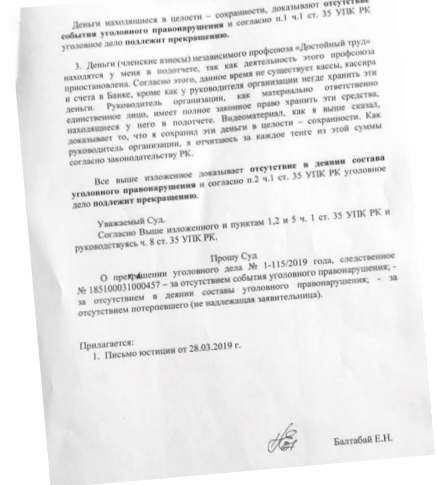 Деньги находящиеся в целости – сохранности, доказывают отсутствие
события уголовного правонарушения и согласно п.1 ч.1 ст. 35 УПК РК
уголовное дело подлежит прекращению.
3. Деньги (членские взносы) независимого профсоюза «Достойный труд»
находятся у меня в подотчете, так как деятельность этого профсоюза
приостановлена. Согласно этого, данное время не существует кассы, кассира
и счета в Банке, кроме как у руководителя организации негде хранить эти
деньги. Руководитель организации, как материально ответственно
единственное лицо, имеет полное законное право хранить эти средства,
находящиеся у него в подотчете. Видеоматериал, как я выше сказал,
доказывает то, что я сохранил эти деньги в целости – сохранности. Как
руководитель организации, я отчитаюсь за каждое тенге из этой суммы
согласно законодательству РК.
Все выше изложенное доказывает отсутствие в деянии состава
уголовного правонарушения и согласно п.2 ч.1 ст. 35 УПК РК уголовное
дело подлежит прекращению.
Уважаемый Суд.
Согласно Выше изложенного и пунктам 1,2 и 5 ч. 1 ст. 35 УПК РК и
руководствуясь ч. 8 ст. 35 УПК РК.
Прошу Суд
О прекращении уголовного дела № 1-115/2019 года, следственное
№ 185100031000457 – за отсутствием события уголовного правонарушения; -
за отсутствием в деянии составы уголовного правонарушения; - за
отсутствием потерпевшего (не надлежащая заявительница).
Прилагается:
1. Письмо юстиции от 28.03.2019 г.
Балтабай Е.Н.